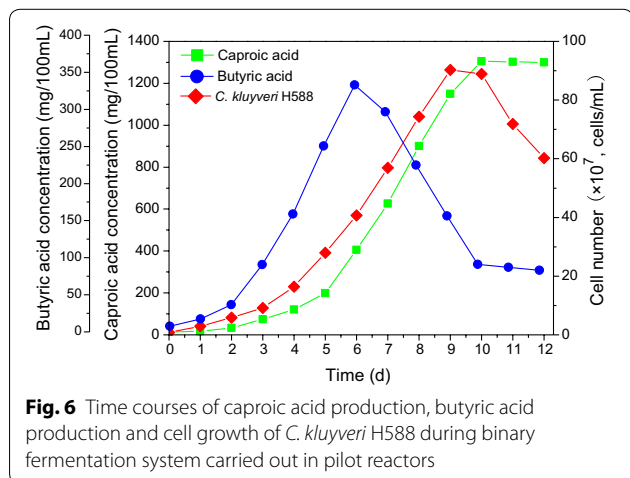 Butyric acid concentration (mg/100mL)
400
350
300
250
200
150
100
50
0
Caproic acid concentration (mg/100mL)
1400
1200
1000
800
600
400
200
0
Caproic acid
Butyric acid
C. kluyveri H588
100
80
60
40
20
0
Cell number (×10⁷, cells/mL)
0 1 2 3 4 5 6 7 8 9 10 11 12
Time (d)
Fig. 6 Time courses of caproic acid production, butyric acid
production and cell growth of C. kluyveri H588 during binary
fermentation system carried out in pilot reactors